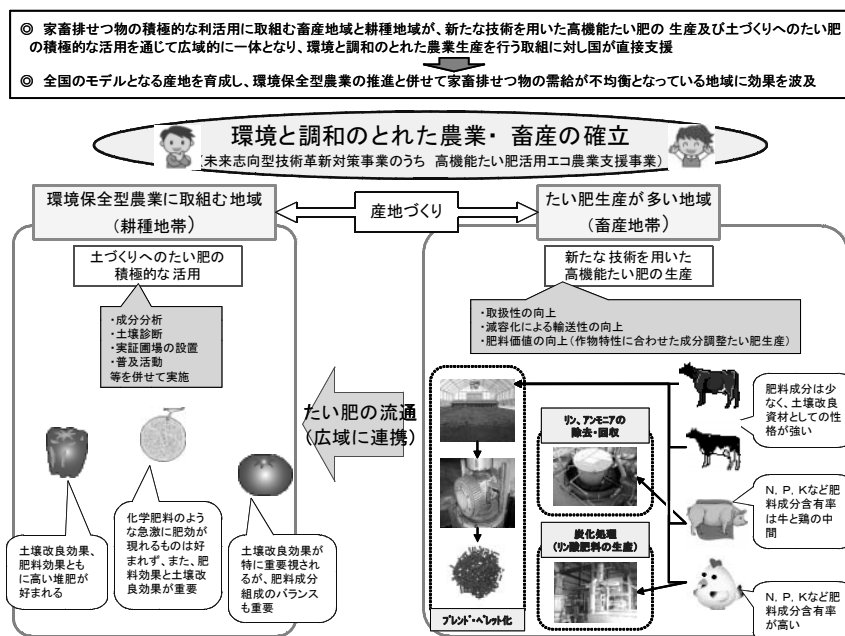 ◎ 家畜排せつ物の積極的な利活用に取組む畜産地域と耕種地域が、新たな技術を用いた高機能たい肥の 生産及び土づくりへのたい肥
の積極的な活用を通じて広域的に一体となり、環境と調和のとれた農業生産を行う取組に対し国が直接支援
◎ 全国のモデルとなる産地を育成し、環境保全型農業の推進と併せて家畜排せつ物の需給が不均衡となっている地域に効果を波及
環境と調和のとれた農業・ 畜産の確立
(未来志向型技術革新対策事業のうち 高機能たい肥活用エコ農業支援事業)
環境保全型農業に取組む地域
(耕種地帯)
産地づくり
たい肥生産が多い地域
(畜産地帯)
土づくりへのたい肥の
積極的な活用
・成分分析
・土壌診断
・実証圃場の設置
・普及活動
等を併せて実施
新たな技術を用いた
高機能たい肥の生産
・取扱性の向上
・減容化による輸送性の向上
・肥料価値の向上(作物特性に合わせた成分調整たい肥生産)
たい肥の流通
(広域に連携)
リン、アンモニアの
除去・回収
炭化処理
(リン酸肥料の生産)
ブレンド・ペレット化
肥料成分は少
なく、土壌改良
資材としての性
格が強い
N、P、Kなど肥
料成分含有率
は牛と鶏の中
間
N、P、Kなど肥
料成分含有率
が高い
土壌改良効果、
肥料効果とも
に高い堆肥が
好まれる
化学肥料のよう
な急激に肥効が
現れるものは好
まれず、また、肥
料効果と土壌改
良効果が重要
土壌改良効果が
特に重要視され
るが、肥料成分
組成のバランス
も重要